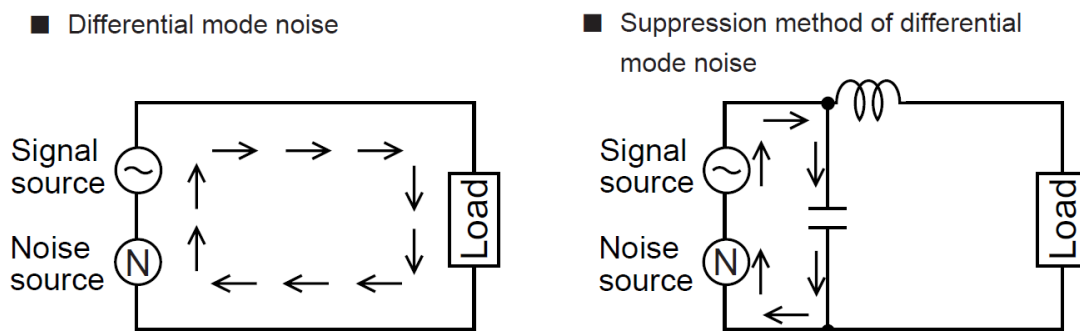 ■ Differential mode noise
Signal
source
Noise
source
N
Load
■ Suppression method of differential
mode noise
Signal
source
Noise
source
N
Load